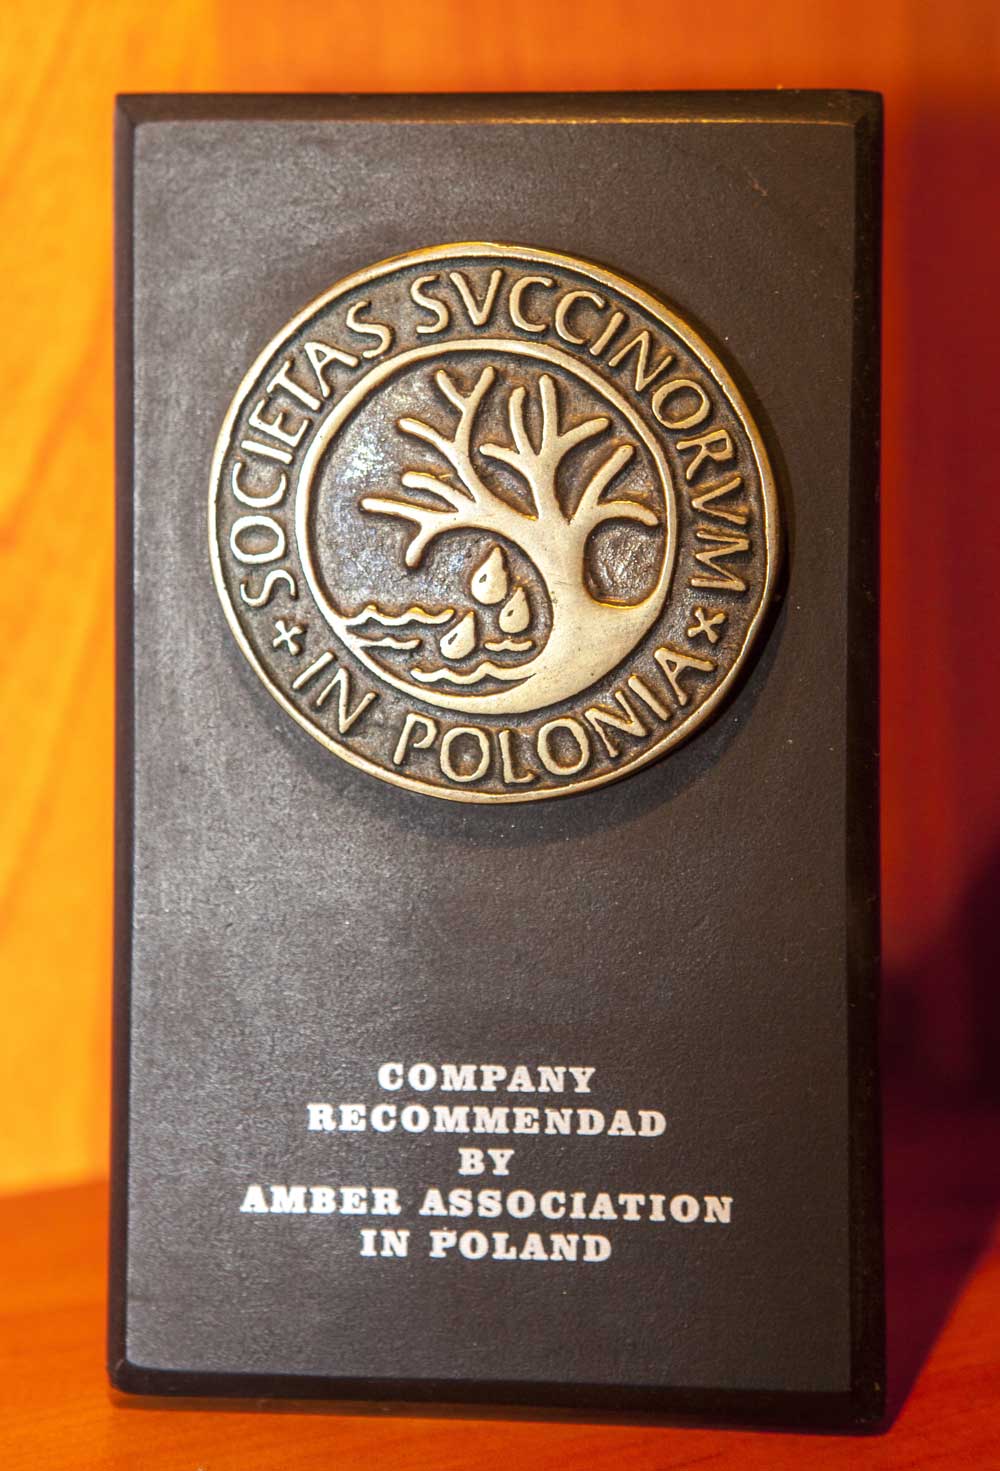 SOCIETAS SVCCINORVM
IN POLONIA
COMPANY
RECOMMENDAD
BY
AMBER ASSOCIATION
IN POLAND